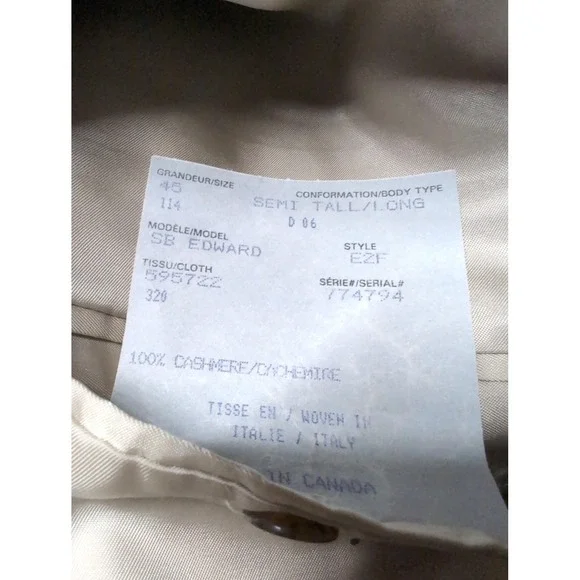 GRANDEUR/SIZE CONFORMATION/BODY TYPE
46 SEMI TALL/LONG
114 D 06
MODÈLE/MODEL STYLE
SB EDWARD E2F
TISSU/CLOTH SÉRIE#/SERIAL#
595722 774794
320
100% CASHMERE/CACHEMIRE
TISSE EN / WOVEN IN
ITALIE / ITALY
IN CANADA